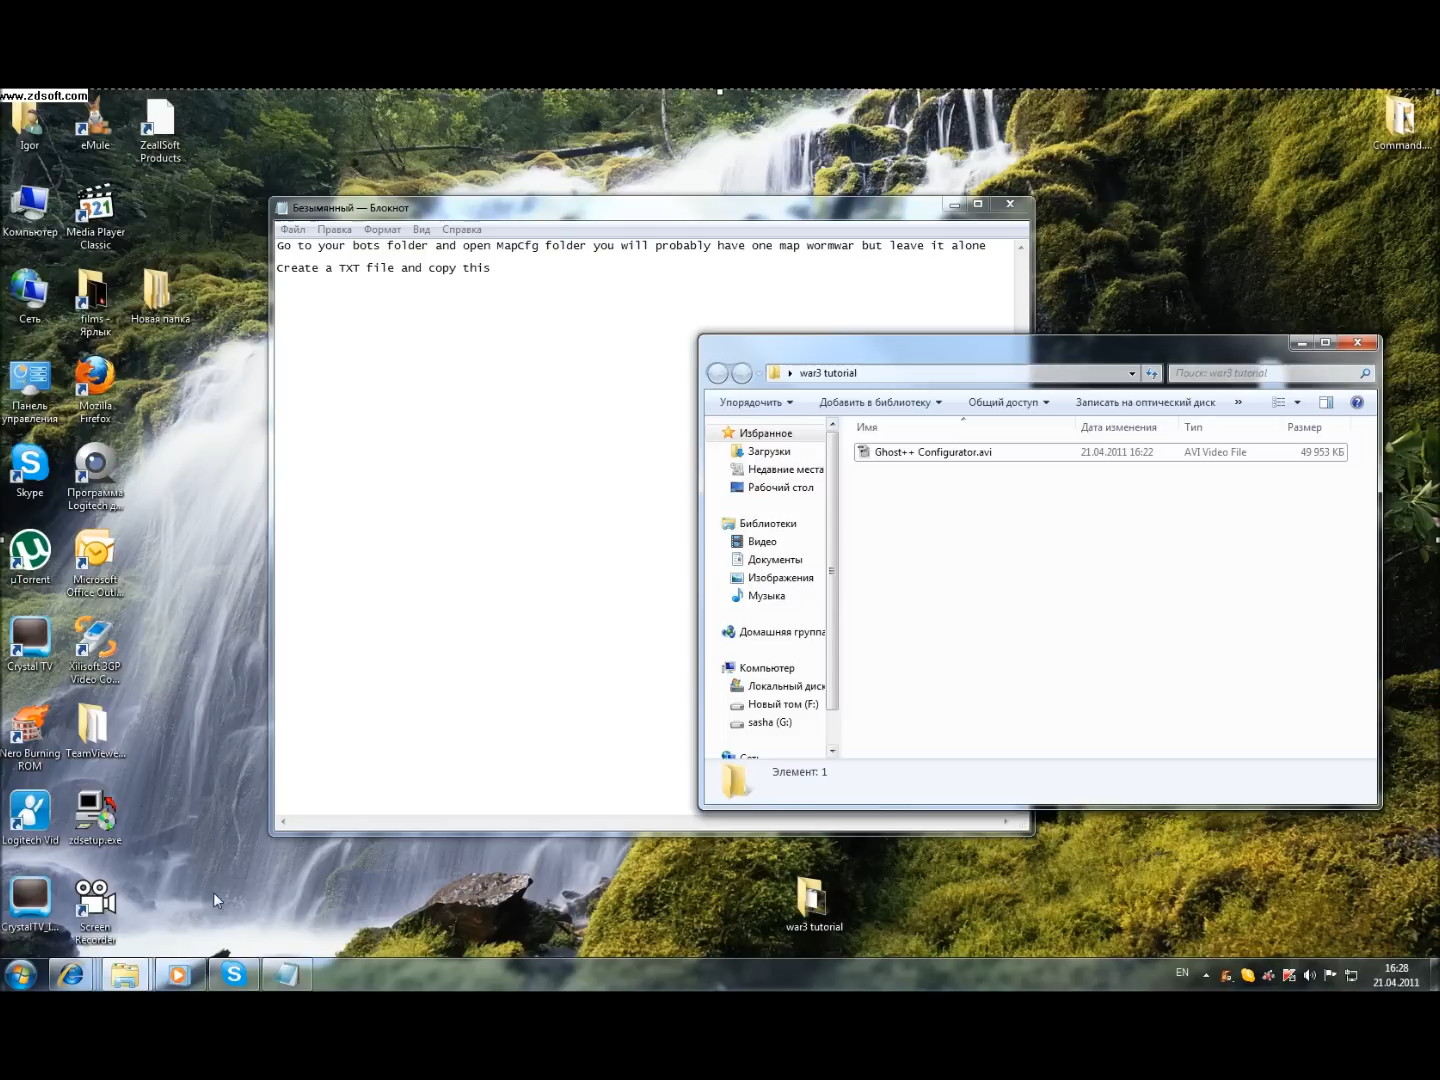 www.zdsoft.com
Igor
eMule
ZeallSoft
Products
Command....
Компьютер
Media Player
Classic
Сеть
films -
Ярлык
Новая папка
Панель
управления
Mozilla
Firefox
Skype
Программа
Logitech д...
µTorrent
Microsoft
Office Outl...
Crystal TV
Xilisoft 3GP
Video Co...
Nero Burning
ROM
TeamViewe...
Logitech Vid
zdsetup.exe
CrystalTV_I...
Screen
Recorder
war3 tutorial
Безымянный — Блокнот
Файл Правка Формат Вид Справка
Go to your bots folder and open MapCfg folder you will probably have one map wormwar but leave it alone
Create a TXT file and copy this
war3 tutorial
Поиск: war3 tutorial
Упорядочить Добавить в библиотеку Общий доступ Записать на оптический диск »
Имя Дата изменения Тип Размер
Ghost++ Configurator.avi 21.04.2011 16:22 AVI Video File 49 953 КБ
Избранное
Загрузки
Недавние места
Рабочий стол
Библиотеки
Видео
Документы
Изображения
Музыка
Домашняя группа
Компьютер
Локальный диск
Новый том (F:)
sasha (G:)
Сеть
Элемент: 1
EN
16:28
21.04.2011